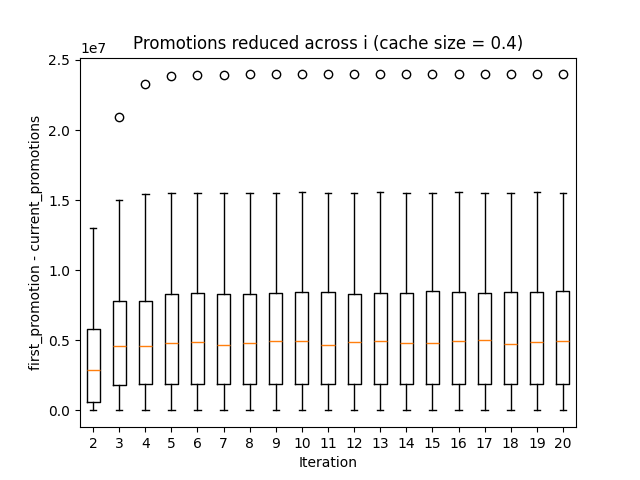 Promotions reduced across i (cache size = 0.4)
1e7
2.5
2.0
1.5
1.0
0.5
0.0
first_promotion - current_promotions
2 3 4 5 6 7 8 9 10 11 12 13 14 15 16 17 18 19 20
Iteration